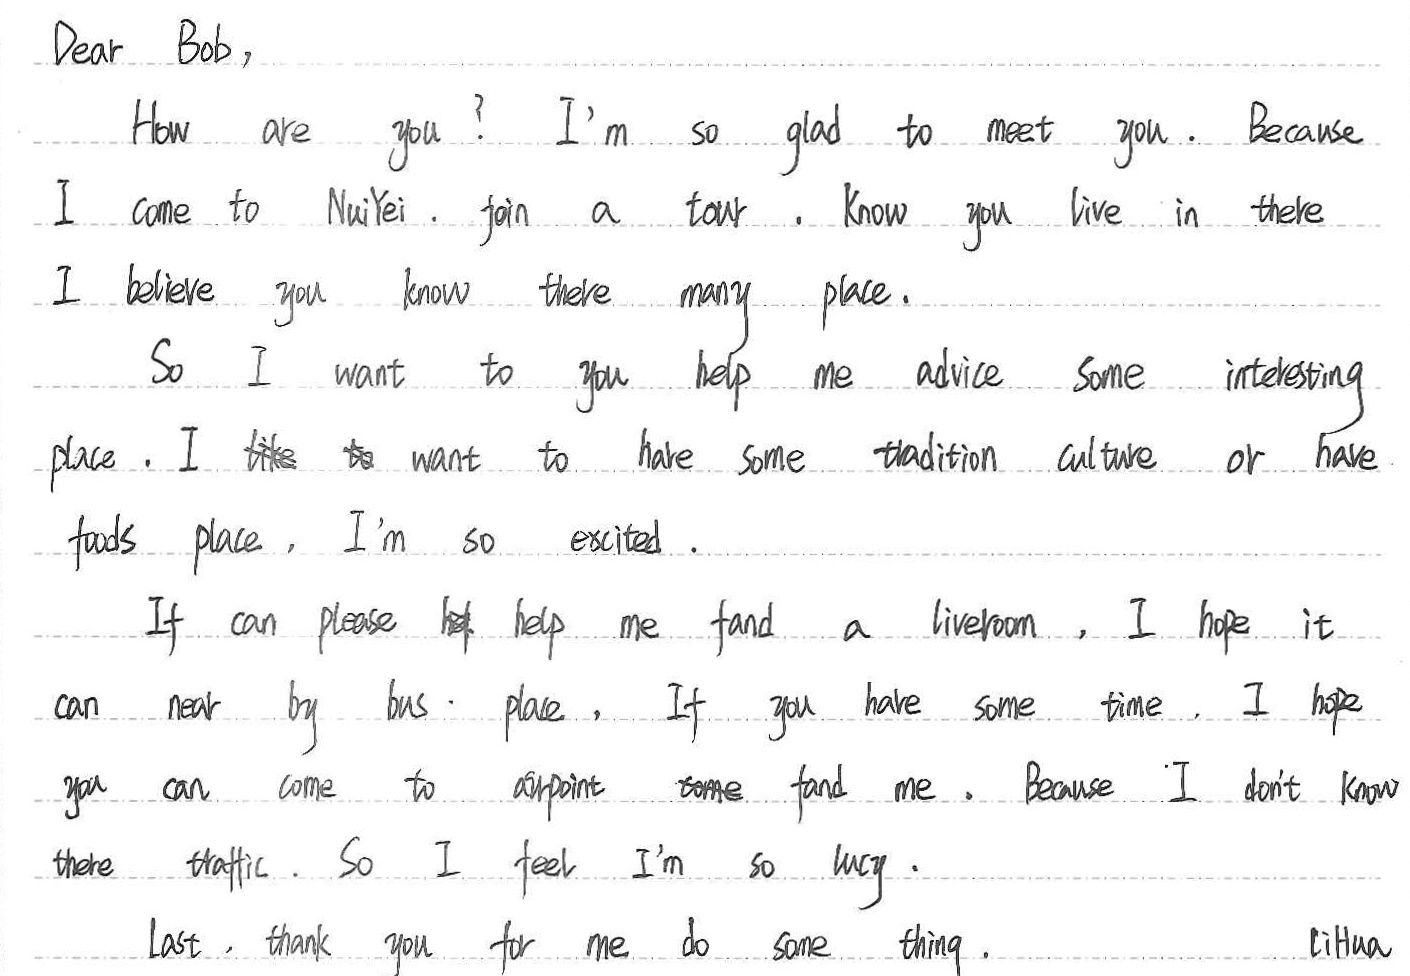 Dear Bob,
How are you? I'm so glad to meet you. Because
I come to NuiYei. join a tour. Know you live in there
I believe you know there many place.
So I want to you help me advice some interesting
place. I like to want to have some tradition culture or have
foods place, I'm so excited.
If can please help me fand a liveroom, I hope it
can near by bus. place, If you have some time, I hope
you can come to airpoint fand me. Because I don't know
there traffic. So I feel I'm so lucy.
Last, thank you for me do some thing. LiHua